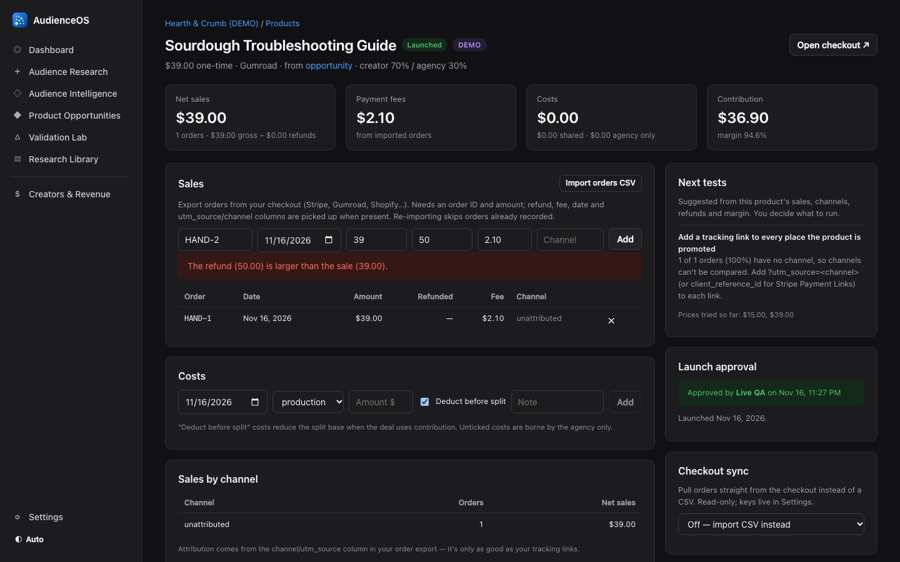 AudienceOS
Dashboard
Audience Research
Audience Intelligence
Product Opportunities
Validation Lab
Research Library
$ Creators & Revenue
Settings
Auto
Hearth & Crumb (DEMO) / Products
Sourdough Troubleshooting Guide Launched DEMO
$39.00 one-time · Gumroad · from opportunity · creator 70% / agency 30%
Open checkout ↗
Net sales
$39.00
1 orders · $39.00 gross − $0.00 refunds
Payment fees
$2.10
from imported orders
Costs
$0.00
$0.00 shared · $0.00 agency only
Contribution
$36.90
margin 94.6%
Sales
Import orders CSV
Export orders from your checkout (Stripe, Gumroad, Shopify...). Needs an order ID and amount; refund, fee, date and
utm_source/channel columns are picked up when present. Re-importing skips orders already recorded.
HAND-2 11/16/2026 39 50 2.10 Channel Add
The refund (50.00) is larger than the sale (39.00).
Order Date Amount Refunded Fee Channel
HAND-1 Nov 16, 2026 $39.00 — $2.10 unattributed ✕
Costs
11/16/2026 production Amount $ Deduct before split Note Add
"Deduct before split" costs reduce the split base when the deal uses contribution. Unticked costs are borne by the agency only.
Sales by channel
Channel Orders Net sales
unattributed 1 $39.00
Attribution comes from the channel/utm_source column in your order export — it's only as good as your tracking links.
Next tests
Suggested from this product's sales, channels,
refunds and margin. You decide what to run.
Add a tracking link to every place the product is
promoted
1 of 1 orders (100%) have no channel, so channels
can't be compared. Add ?utm_source=<channel>
(or client_reference_id for Stripe Payment Links)
to each link.
Prices tried so far: $15.00, $39.00
Launch approval
Approved by Live QA on Nov 16, 11:27 PM
Launched Nov 16, 2026.
Checkout sync
Pull orders straight from the checkout instead of a
CSV. Read-only; keys live in Settings.
Off — import CSV instead